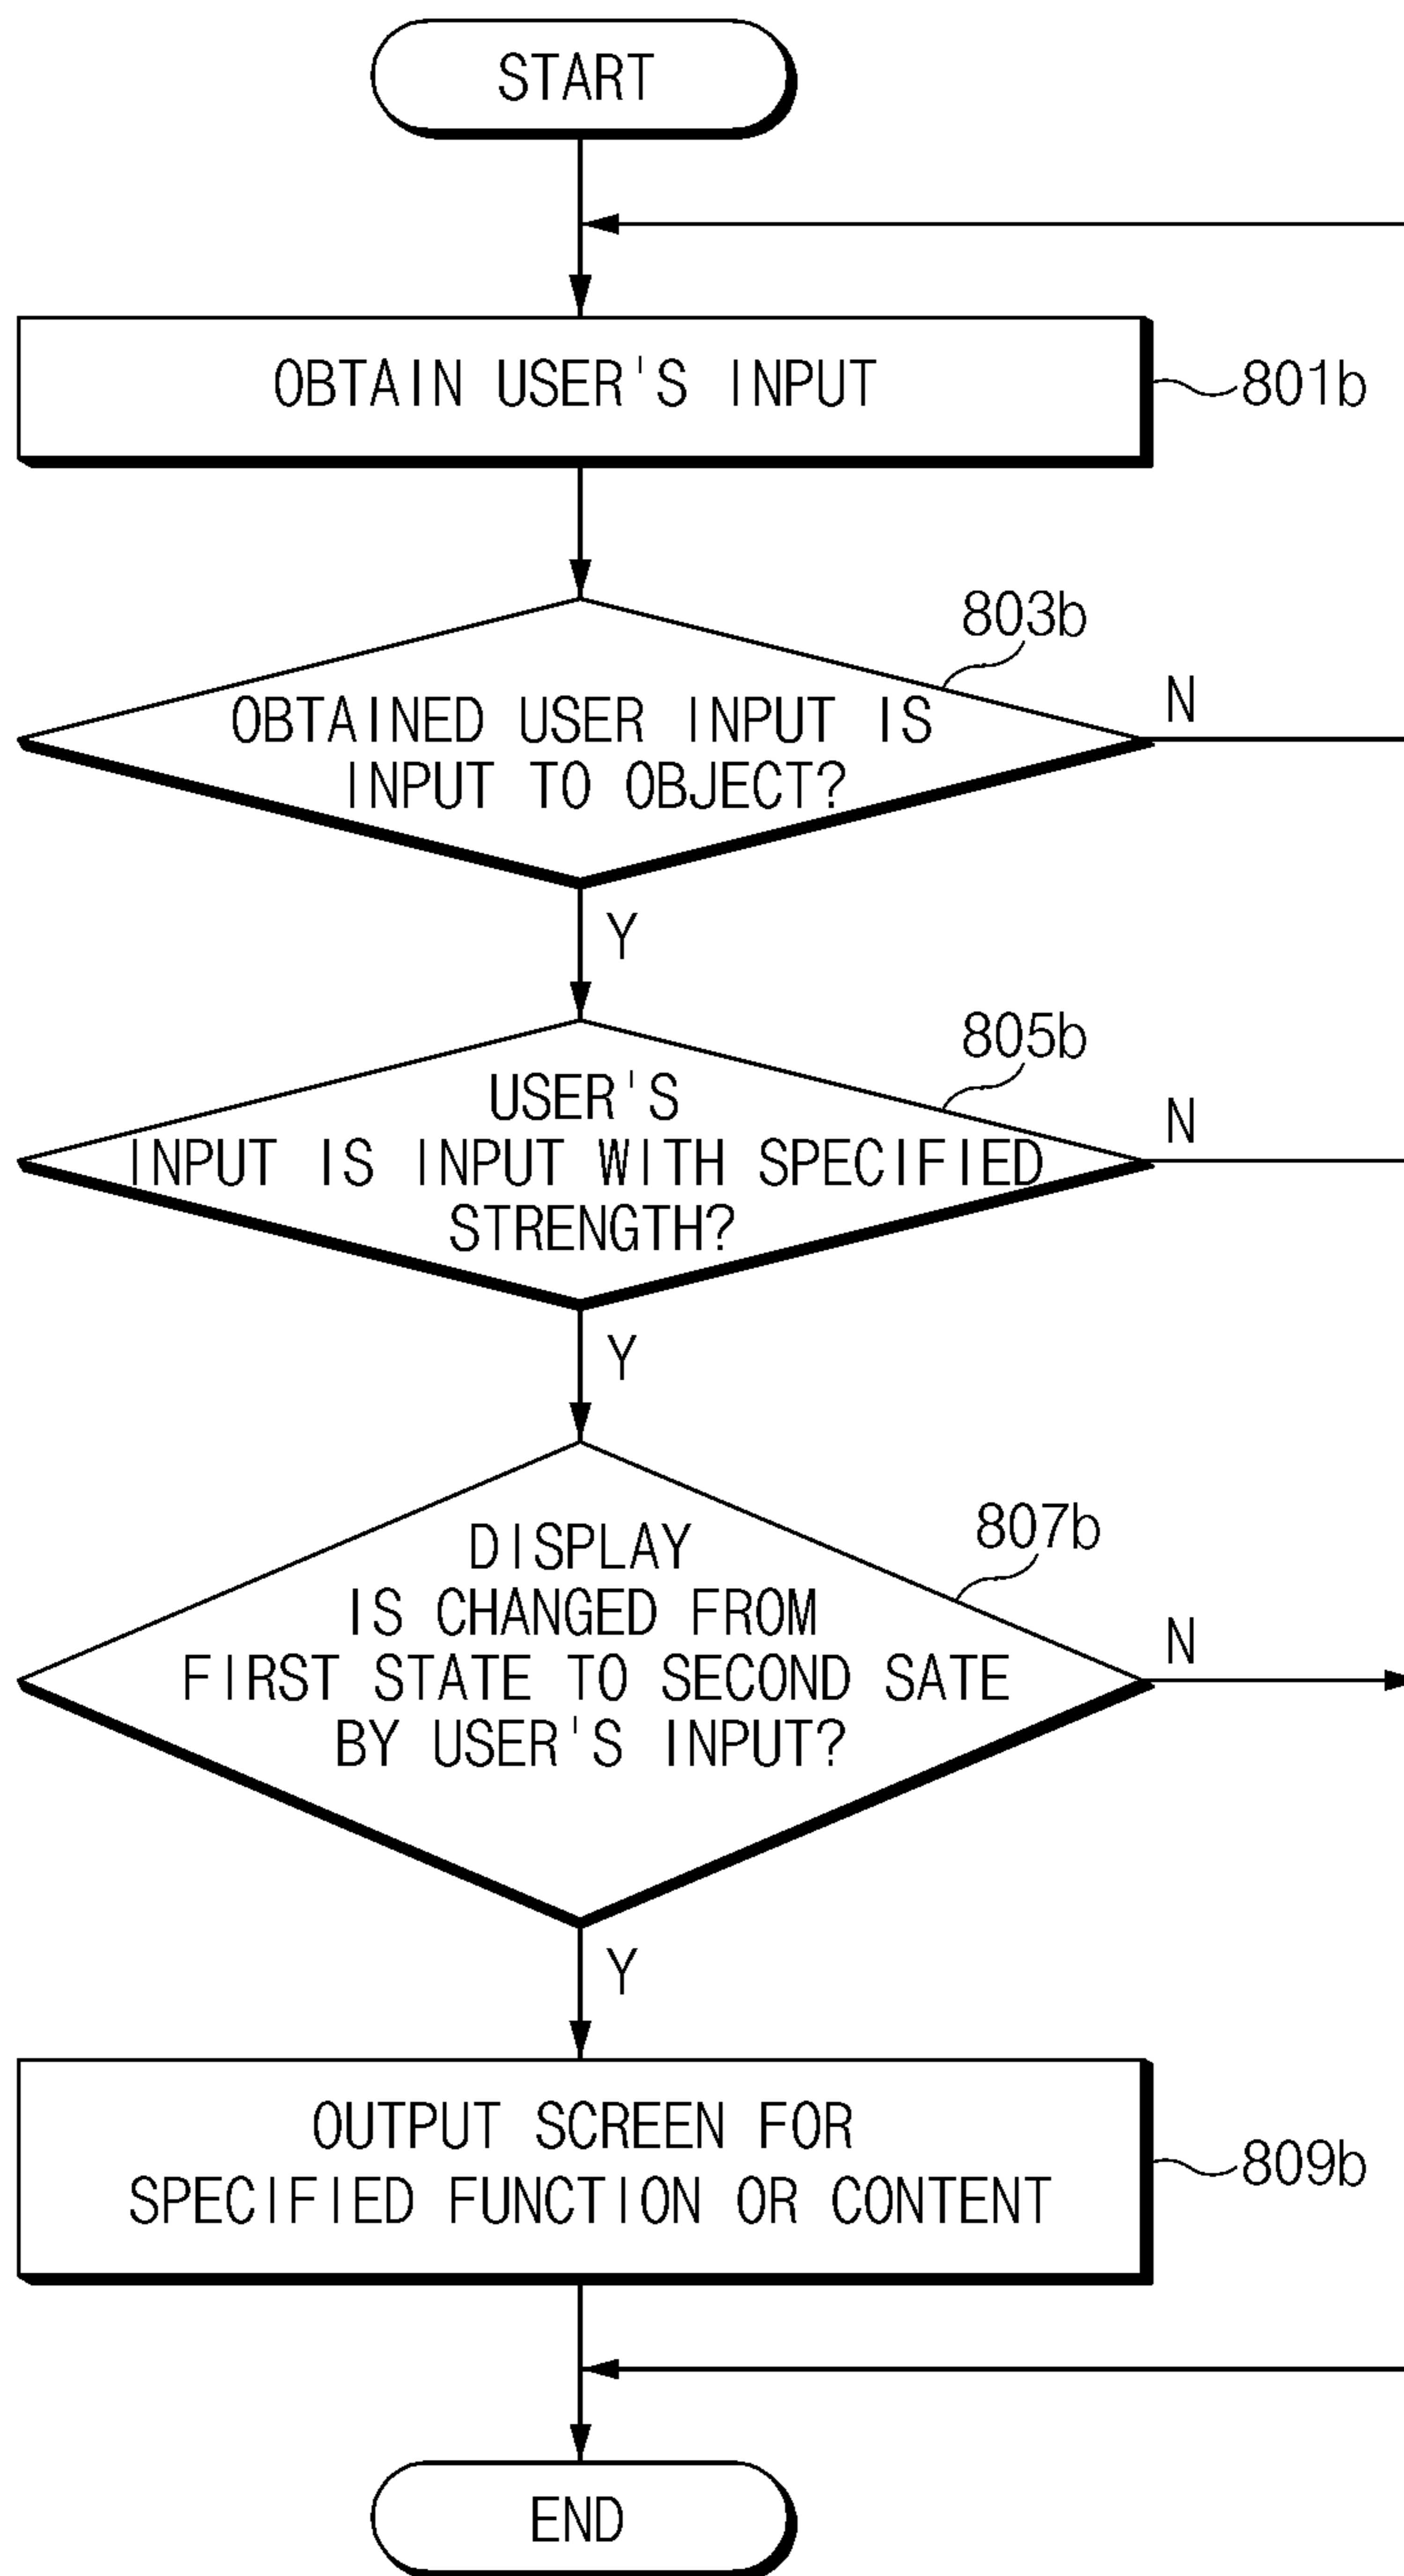 START
OBTAIN USER'S INPUT
801b
803b
OBTAINED USER INPUT IS
INPUT TO OBJECT?
N
Y
805b
USER'S
INPUT IS INPUT WITH SPECIFIED
STRENGTH?
N
Y
807b
DISPLAY
IS CHANGED FROM
FIRST STATE TO SECOND SATE
BY USER'S INPUT?
N
Y
OUTPUT SCREEN FOR
SPECIFIED FUNCTION OR CONTENT
809b
END